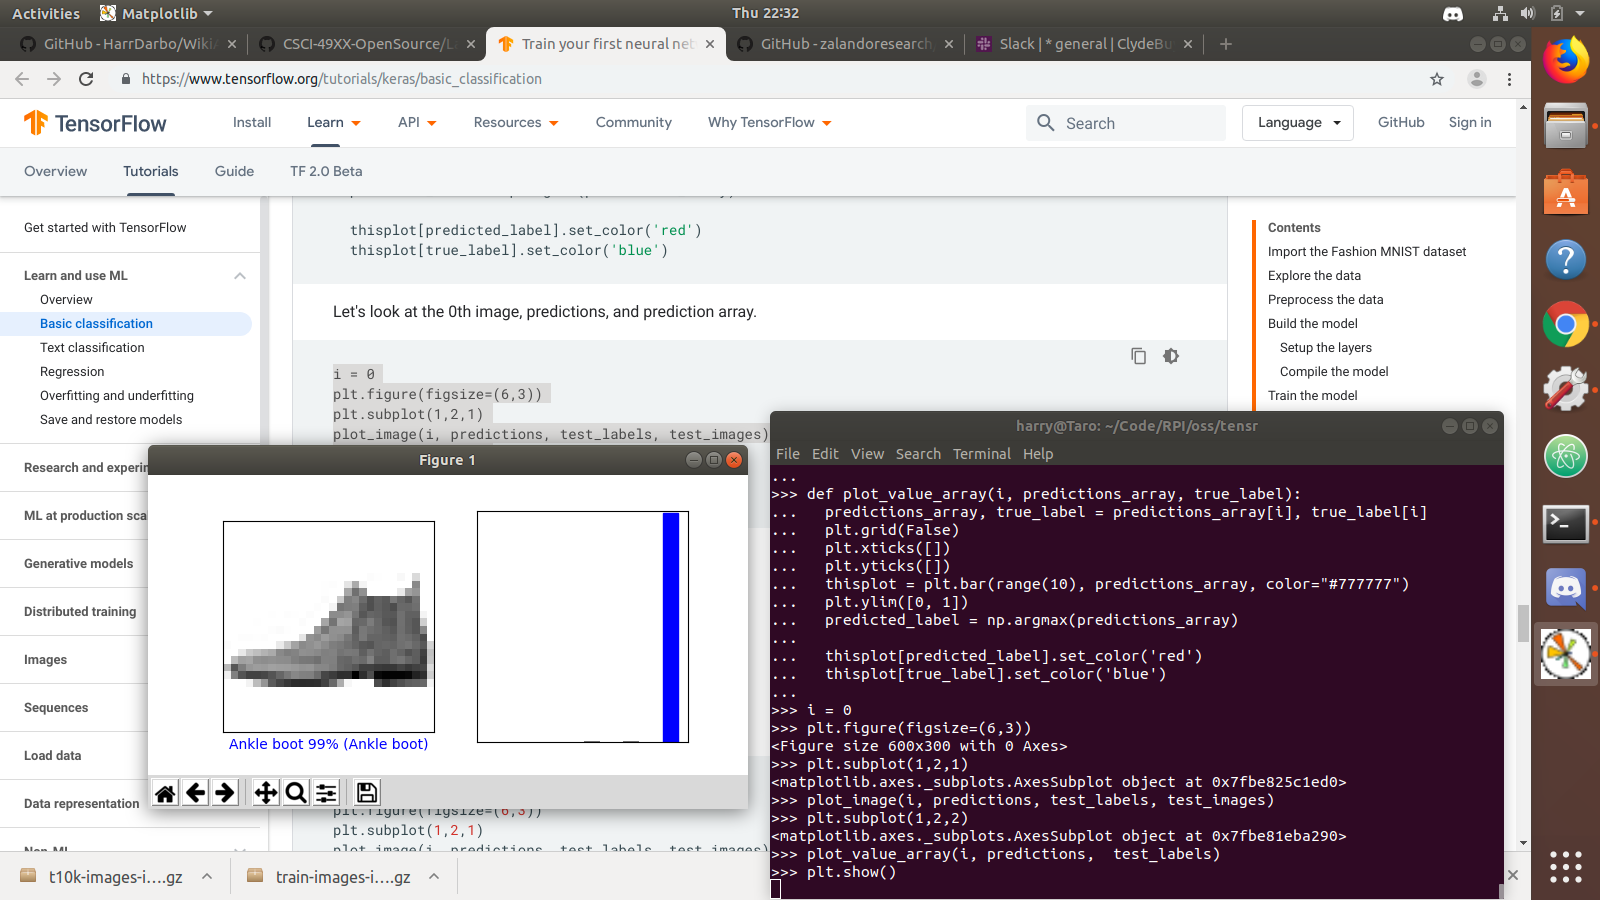 Activities
Matplotlib
Thu 22:32
GitHub - HarrDarbo/Wiki
CSCI-49XX-OpenSource/L
Train your first neural net
GitHub - zalandoresearch
Slack | * general | ClydeBu
https://www.tensorflow.org/tutorials/keras/basic_classification
TensorFlow
Install
Learn
API
Resources
Community
Why TensorFlow
Search
Language
GitHub
Sign in
Overview
Tutorials
Guide
TF 2.0 Beta
Get started with TensorFlow
Learn and use ML
Overview
Basic classification
Text classification
Regression
Overfitting and underfitting
Save and restore models
Research and experim
ML at production sca
Generative models
Distributed training
Images
Sequences
Load data
Data representation
Non-ML
thisplot[predicted_label].set_color('red')
thisplot[true_label].set_color('blue')
Let's look at the 0th image, predictions, and prediction array.
i = 0
plt.figure(figsize=(6,3))
plt.subplot(1,2,1)
plot_image(i, predictions, test_labels, test_images)
plt.figure(figsize=(6,3))
plt.subplot(1,2,1)
plot_image(i, predictions, test_labels, test_images)
Contents
Import the Fashion MNIST dataset
Explore the data
Preprocess the data
Build the model
Setup the layers
Compile the model
Train the model
Figure 1
Ankle boot 99% (Ankle boot)
harry@Taro: ~/Code/RPI/oss/tensr
File Edit View Search Terminal Help
...
>>> def plot_value_array(i, predictions_array, true_label):
...   predictions_array, true_label = predictions_array[i], true_label[i]
...   plt.grid(False)
...   plt.xticks([])
...   plt.yticks([])
...   thisplot = plt.bar(range(10), predictions_array, color="#777777")
...   plt.ylim([0, 1])
...   predicted_label = np.argmax(predictions_array)
...
...   thisplot[predicted_label].set_color('red')
...   thisplot[true_label].set_color('blue')
...
>>> i = 0
>>> plt.figure(figsize=(6,3))
<Figure size 600x300 with 0 Axes>
>>> plt.subplot(1,2,1)
<matplotlib.axes._subplots.AxesSubplot object at 0x7fbe825c1ed0>
>>> plot_image(i, predictions, test_labels, test_images)
>>> plt.subplot(1,2,2)
<matplotlib.axes._subplots.AxesSubplot object at 0x7fbe81eba290>
>>> plot_value_array(i, predictions,  test_labels)
>>> plt.show()
t10k-images-i....gz
train-images-i....gz